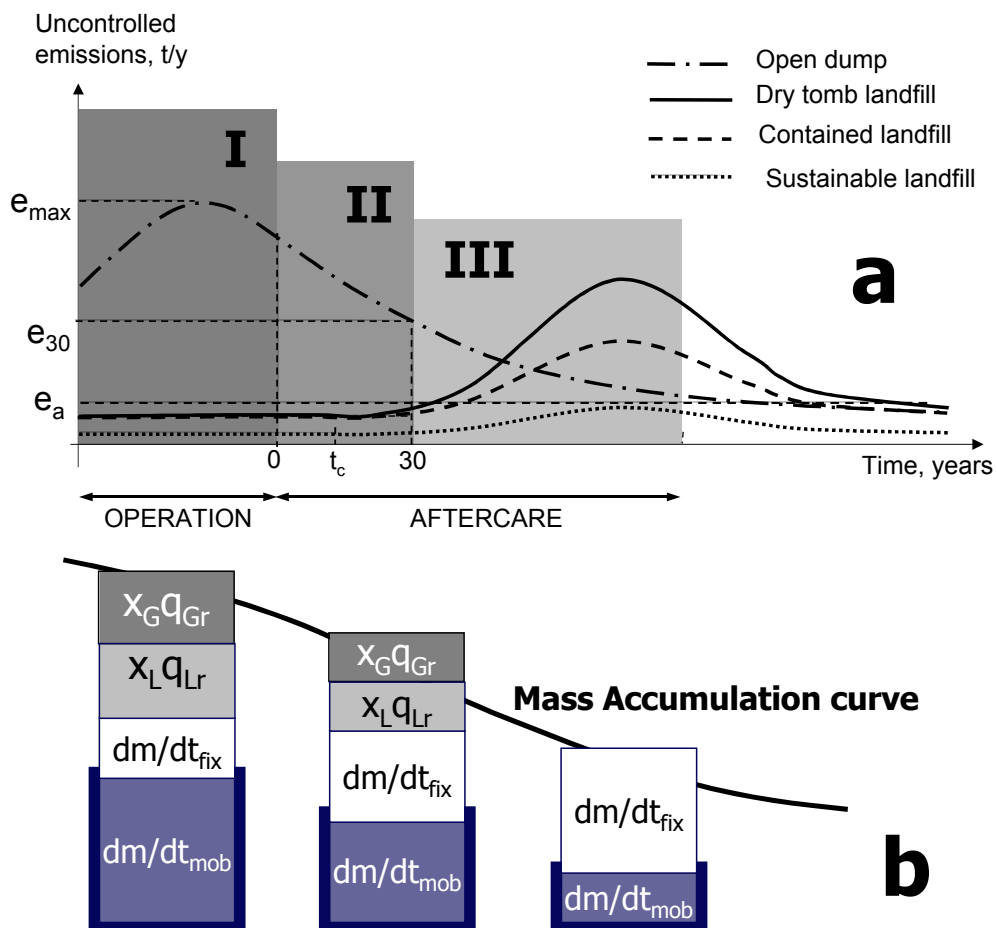 Uncontrolled
emissions, t/y
Open dump
Dry tomb landfill
Contained landfill
Sustainable landfill
I
II
III
a
e_max
e_30
e_a
0
t_c
30
Time, years
OPERATION
AFTERCARE
x_Gq_Gr
x_Lq_Lr
dm/dt_fix
dm/dt_mob
x_Gq_Gr
x_Lq_Lr
dm/dt_fix
dm/dt_mob
Mass Accumulation curve
dm/dt_fix
dm/dt_mob
b